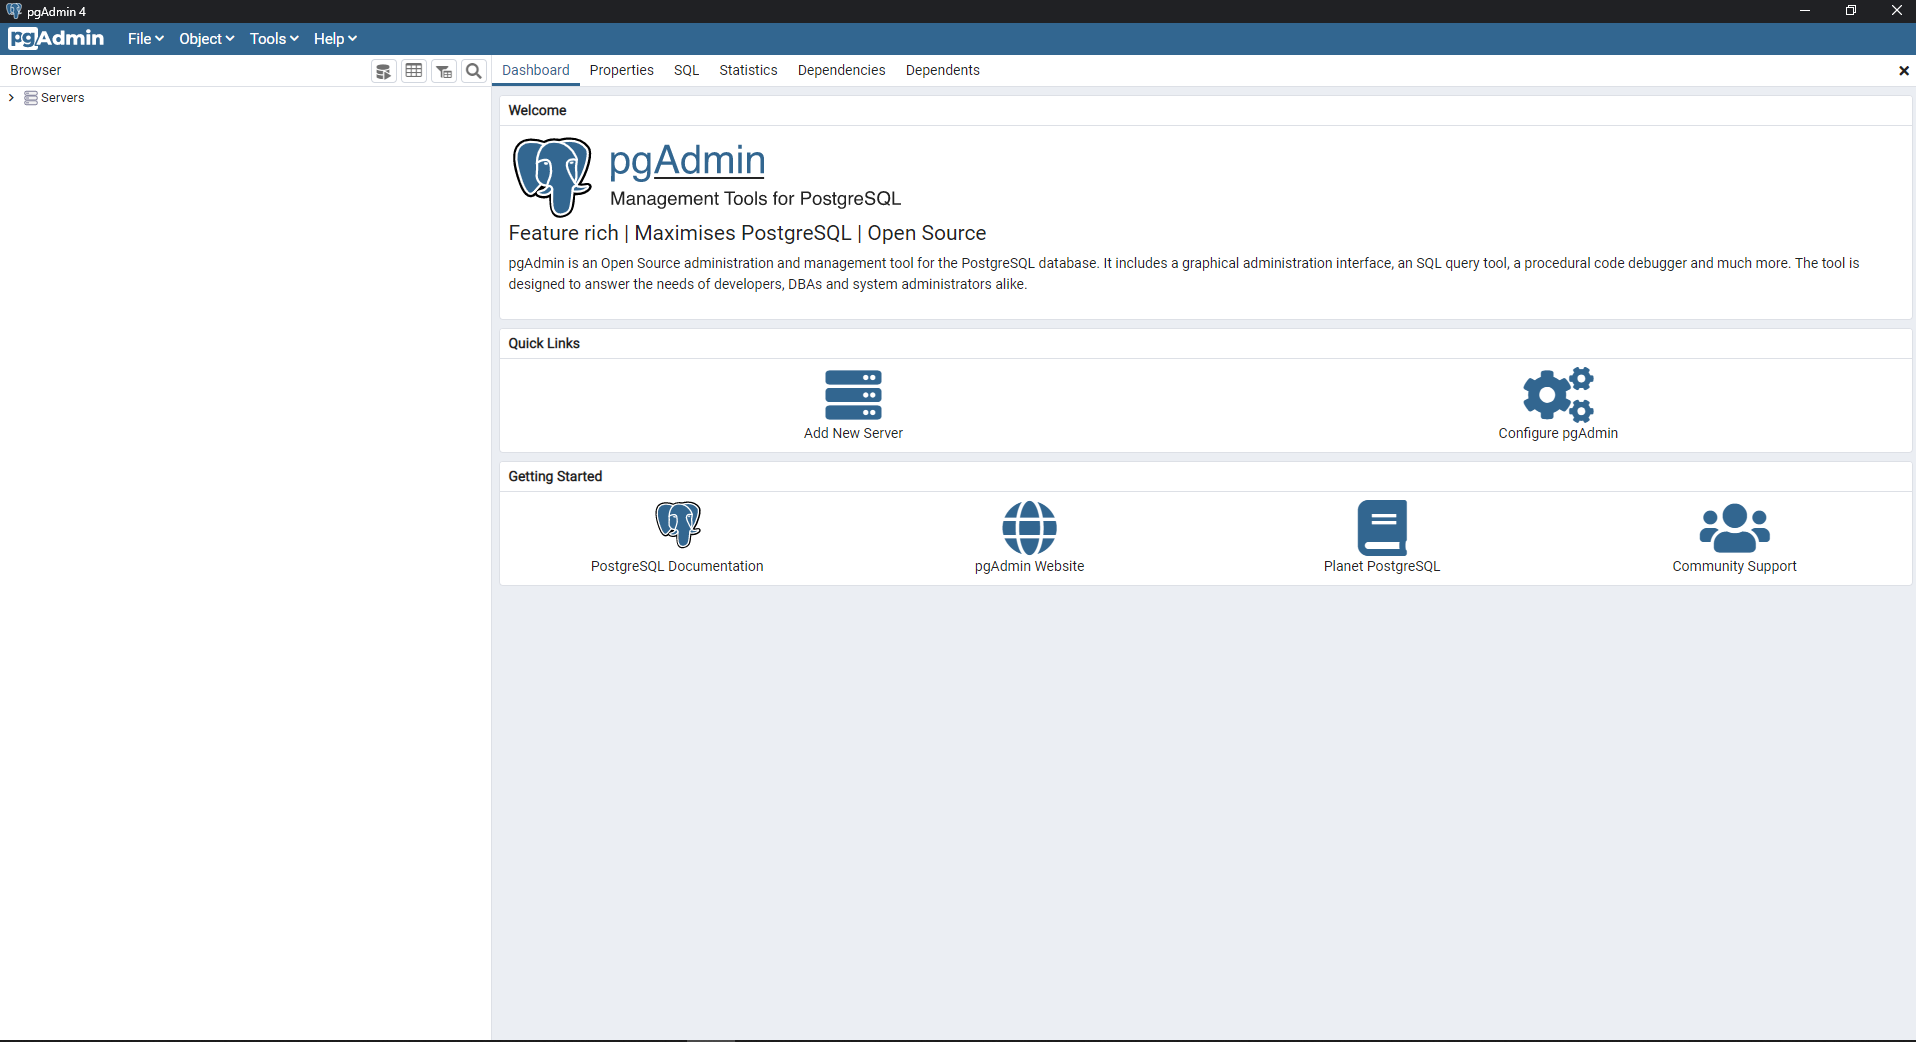 pgAdmin 4
pgAdmin File Object Tools Help
Browser
Dashboard Properties SQL Statistics Dependencies Dependents
Servers
Welcome
pgAdmin
Management Tools for PostgreSQL
Feature rich | Maximises PostgreSQL | Open Source
pgAdmin is an Open Source administration and management tool for the PostgreSQL database. It includes a graphical administration interface, an SQL query tool, a procedural code debugger and much more. The tool is
designed to answer the needs of developers, DBAs and system administrators alike.
Quick Links
Add New Server Configure pgAdmin
Getting Started
PostgreSQL Documentation pgAdmin Website Planet PostgreSQL Community Support